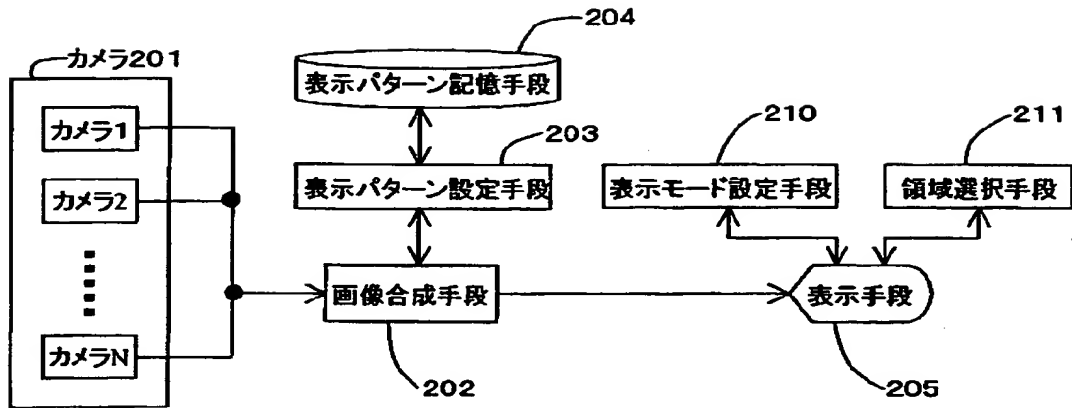 204
カメラ201
表示パターン記憶手段
カメラ1
203
210
211
カメラ2
表示パターン設定手段
表示モード設定手段
領域選択手段
画像合成手段
表示手段
カメラN
202
205